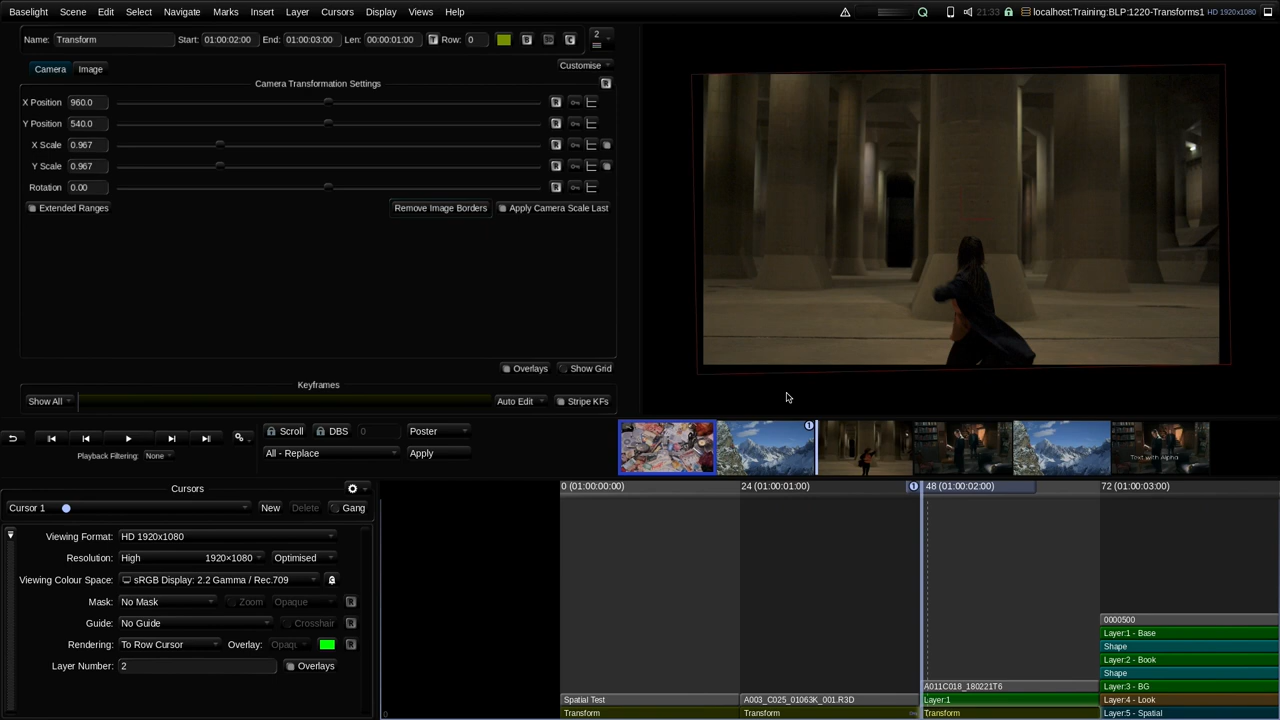 Baselight Scene Edit Select Navigate Marks Insert Layer Cursors Display Views Help 21:33 localhost:Training:BLP:1220-Transforms1 HD 1920x1080
Name: Transform Start: 01:00:02:00 End: 01:00:03:00 Len: 00:00:01:00 Row: 0 2
Camera Image Customise
Camera Transformation Settings
X Position 960.0
Y Position 540.0
X Scale 0.967
Y Scale 0.967
Rotation 0.00
Extended Ranges Remove Image Borders Apply Camera Scale Last
Overlays Show Grid
Keyframes
Show All Auto Edit Stripe KFs
Scroll DBS 0 Poster
Playback Filtering: None All - Replace Apply
1
Text with Alpha
Cursors
Cursor 1 New Delete Gang
Viewing Format: HD 1920x1080
Resolution: High 1920×1080 Optimised
Viewing Colour Space: sRGB Display: 2.2 Gamma / Rec.709
Mask: No Mask Zoom Opaque
Guide: No Guide Crosshair
Rendering: To Row Cursor Overlay: Opaq
Layer Number: 2 Overlays
0
0 (01:00:00:00) 24 (01:00:01:00) 1 48 (01:00:02:00) 72 (01:00:03:00)
0000500
Layer:1 - Base
Shape
Layer:2 - Book
Shape
A011C018_180221T6 Layer:3 - BG
Spatial Test A003_C025_01063K_001.R3D Layer:1 Layer:4 - Look
Transform Transform Transform Layer:5 - Spatial